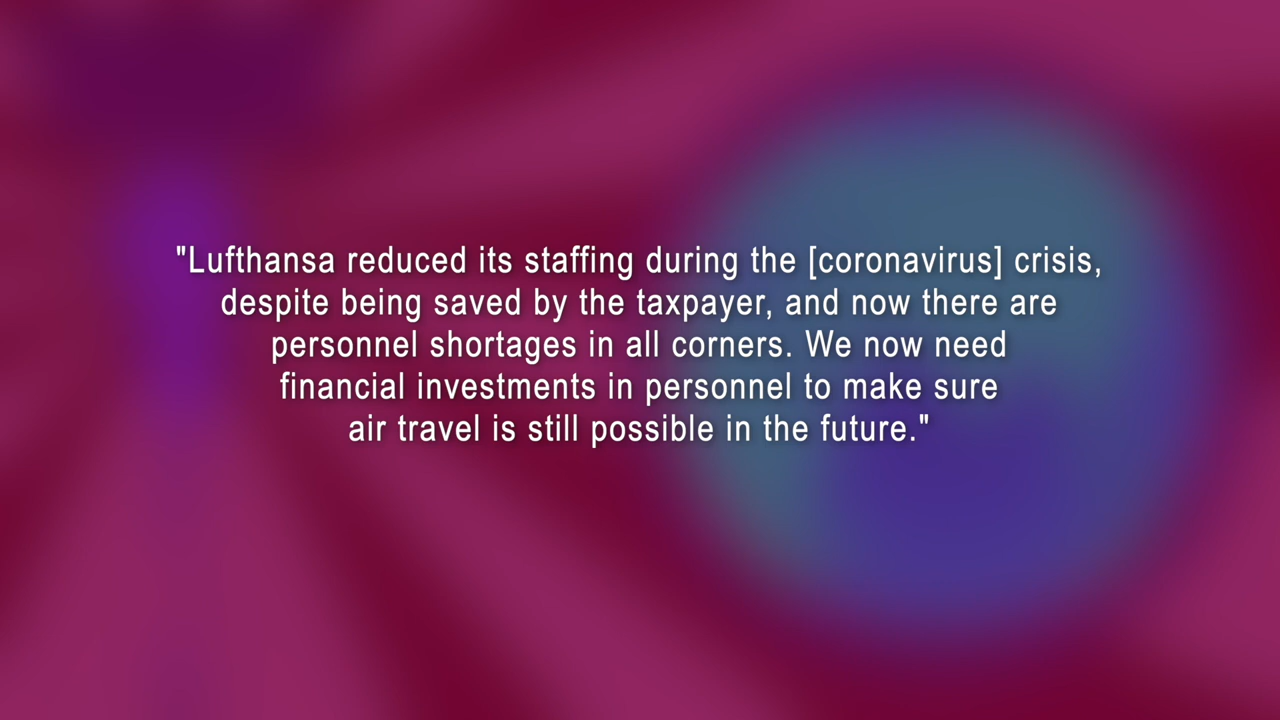 "Lufthansa reduced its staffing during the [coronavirus] crisis,
despite being saved by the taxpayer, and now there are
personnel shortages in all corners. We now need
financial investments in personnel to make sure
air travel is still possible in the future."